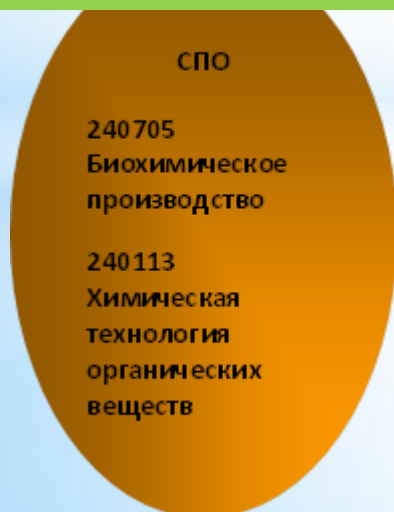 СПО
240705
Биохимическое
производство
240113
Химическая
технология
органических
веществ